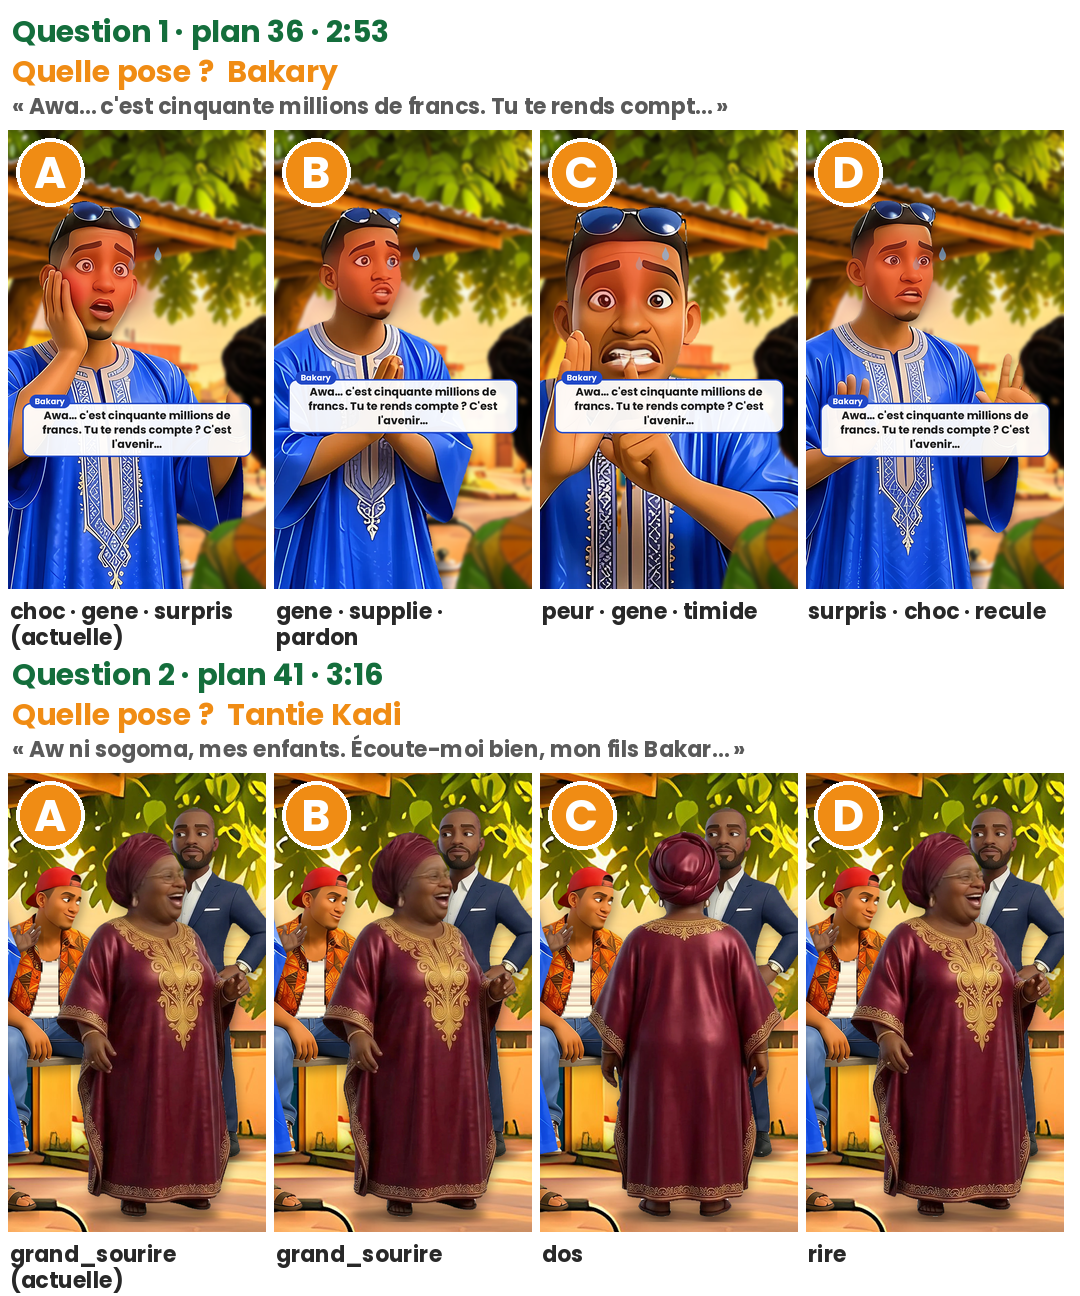 Question 1 · plan 36 · 2:53
Quelle pose ? Bakary
« Awa... c'est cinquante millions de francs. Tu te rends compt... »
A
B
C
D
Bakary
Awa... c'est cinquante millions de
francs. Tu te rends compte ? C'est
l'avenir...
Bakary
Awa... c'est cinquante millions de
francs. Tu te rends compte ? C'est
l'avenir...
Bakary
Awa... c'est cinquante millions de
francs. Tu te rends compte ? C'est
l'avenir...
Bakary
Awa... c'est cinquante millions de
francs. Tu te rends compte ? C'est
l'avenir...
choc · gene · surpris
(actuelle)
gene · supplie ·
pardon
peur · gene · timide
surpris · choc · recule
Question 2 · plan 41 · 3:16
Quelle pose ? Tantie Kadi
« Aw ni sogoma, mes enfants. Écoute-moi bien, mon fils Bakar... »
A
B
C
D
grand_sourire
(actuelle)
grand_sourire
dos
rire